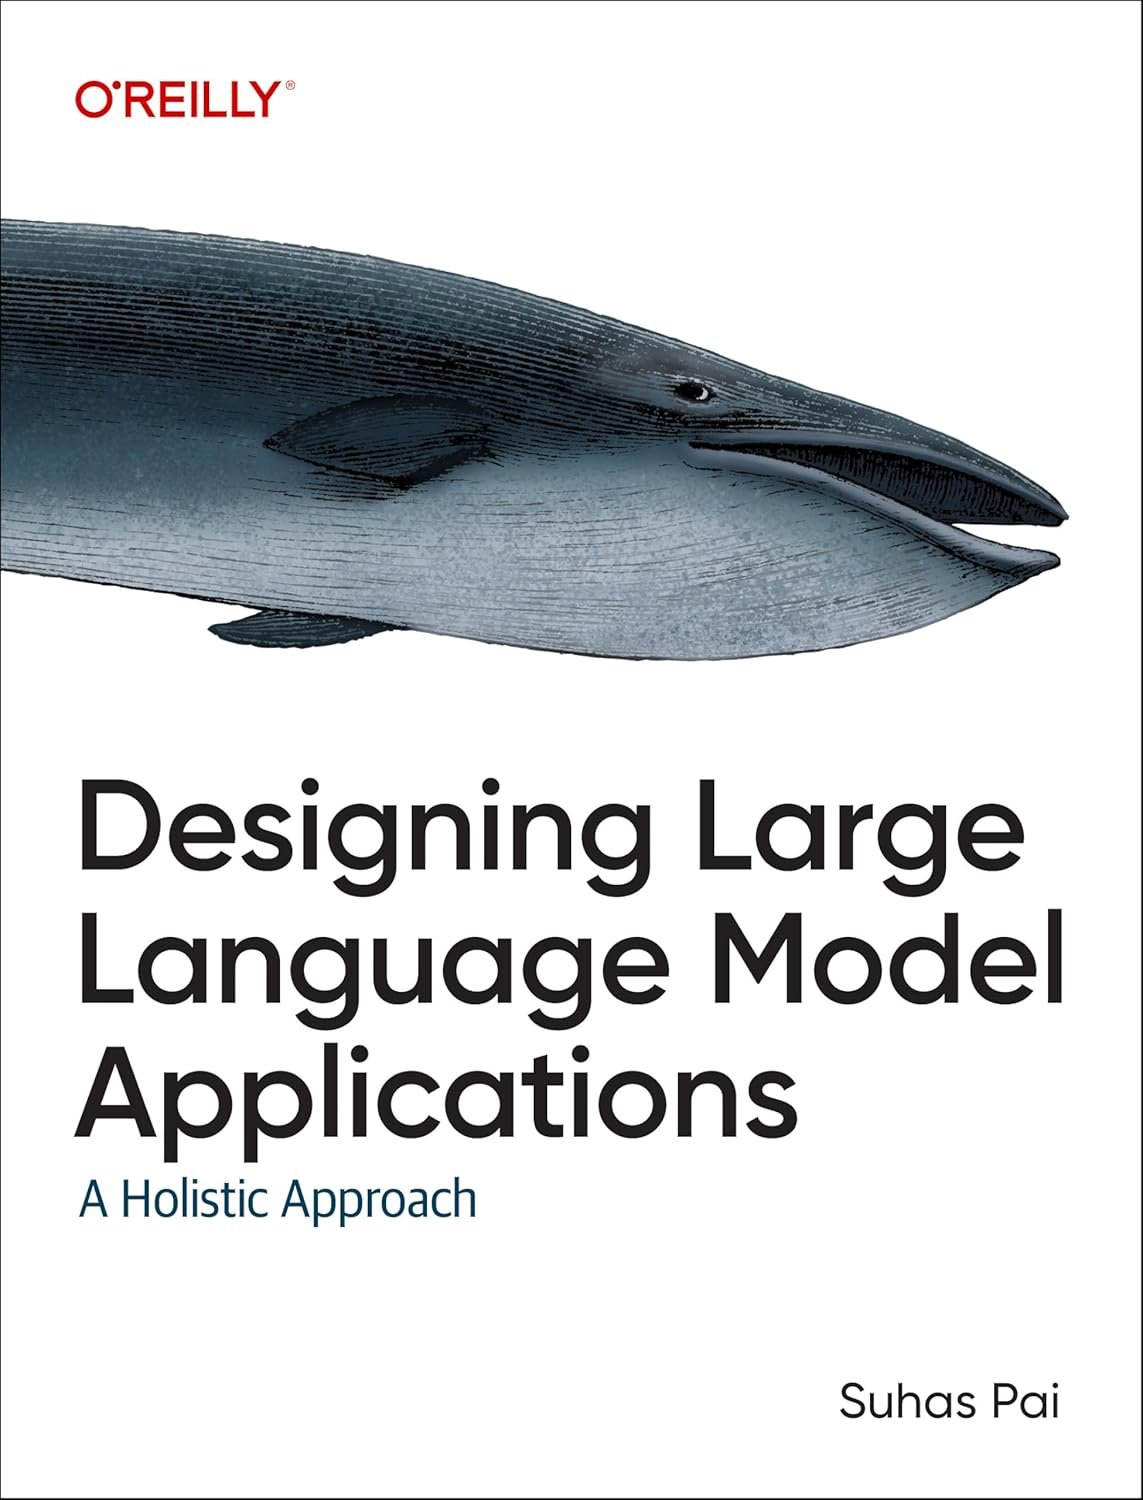 O'REILLY®
Designing Large
Language Model
Applications
A Holistic Approach
Suhas Pai